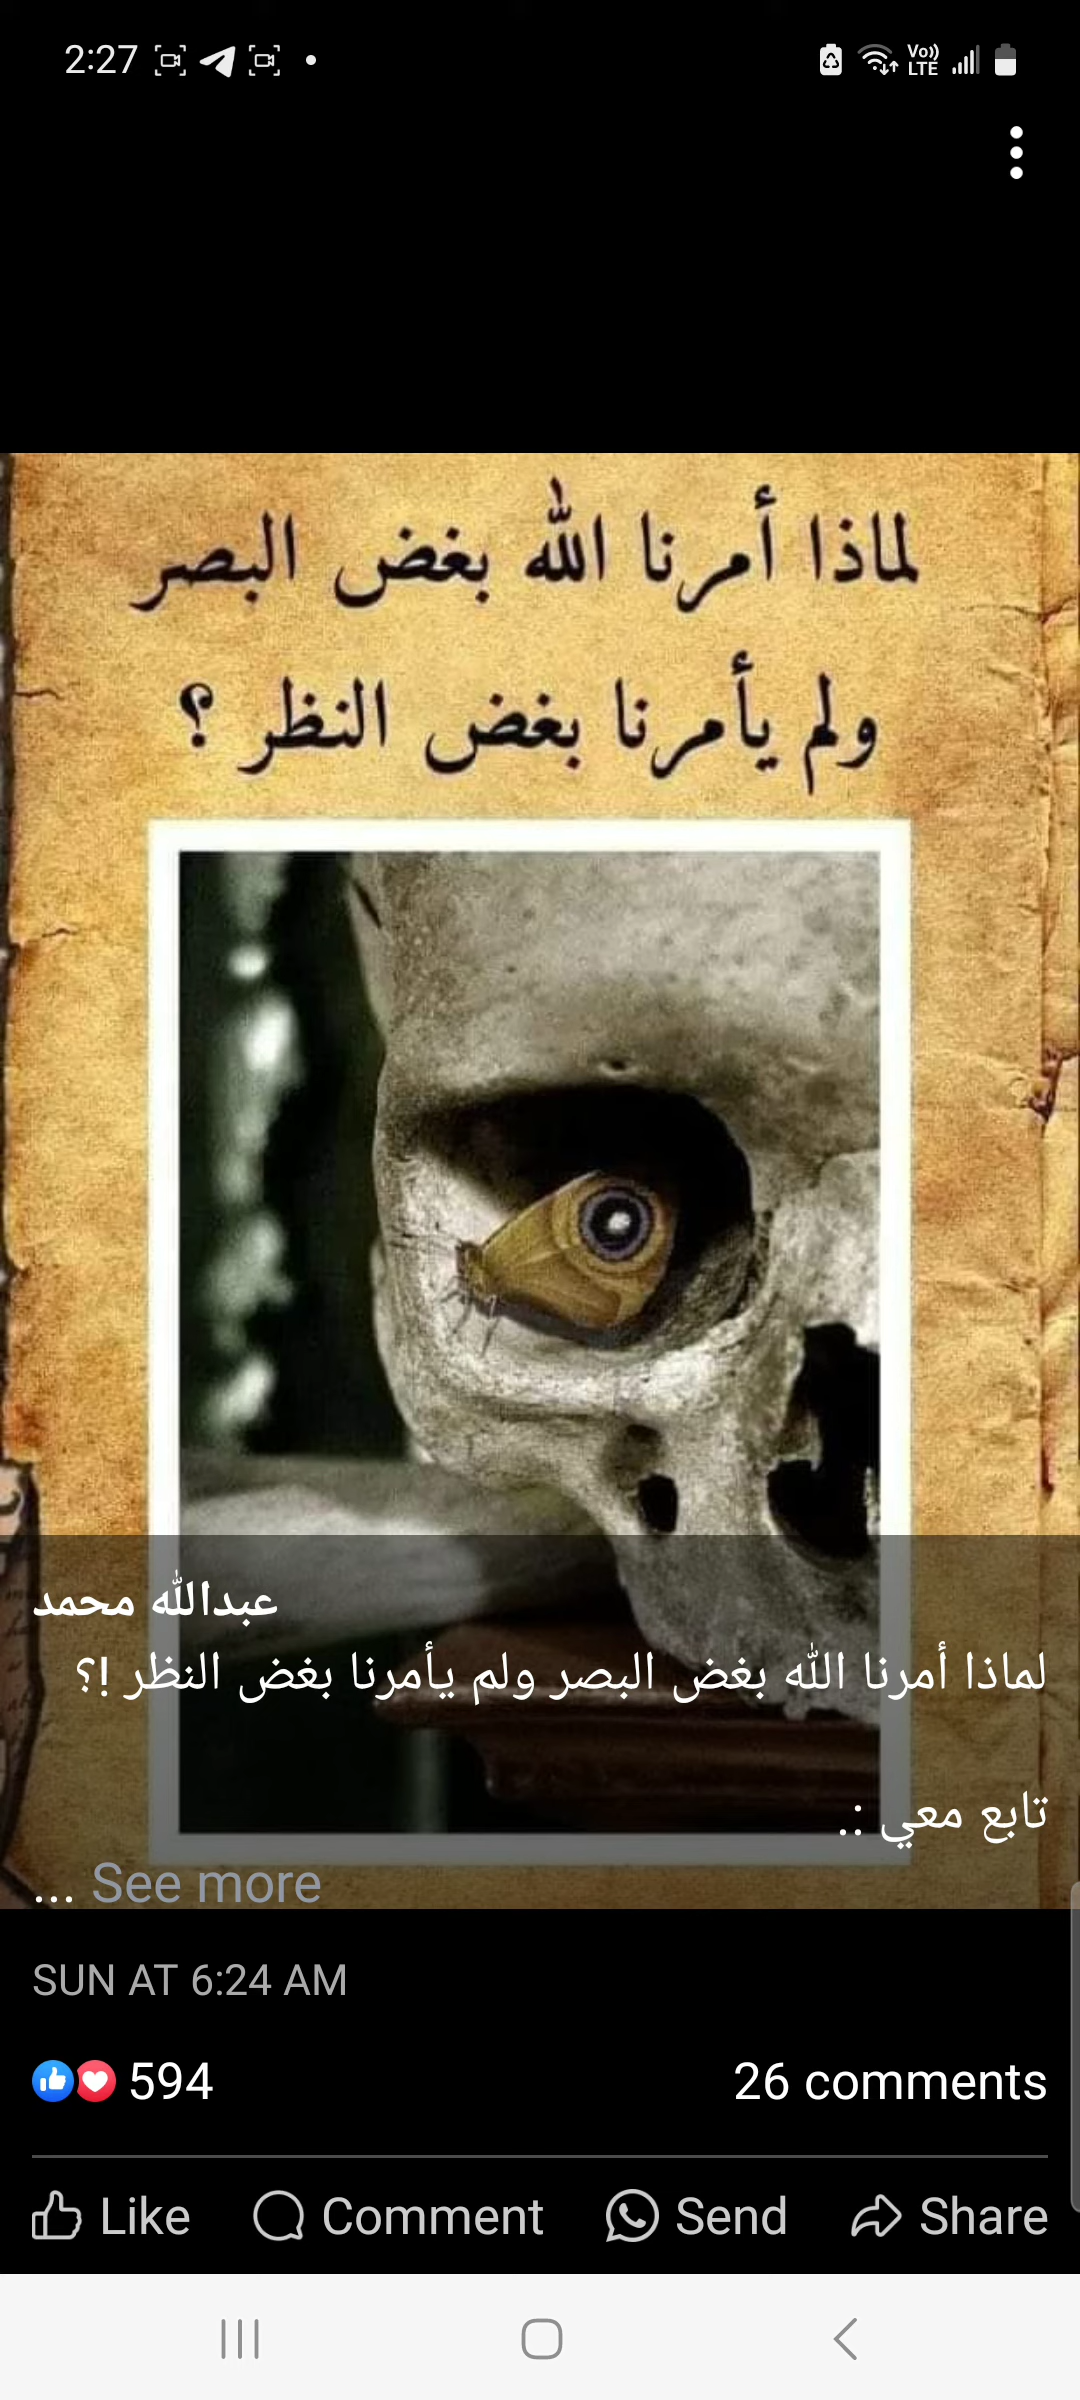 2:27
Vo))
LTE
لماذا أمرنا الله بغض البصر
ولم يأمرنا بغض النظر ؟
عبدالله محمد
لماذا أمرنا الله بغض البصر ولم يأمرنا بغض النظر !؟
تابع معي :.
... See more
SUN AT 6:24 AM
594
26 comments
Like
Comment
Send
Share